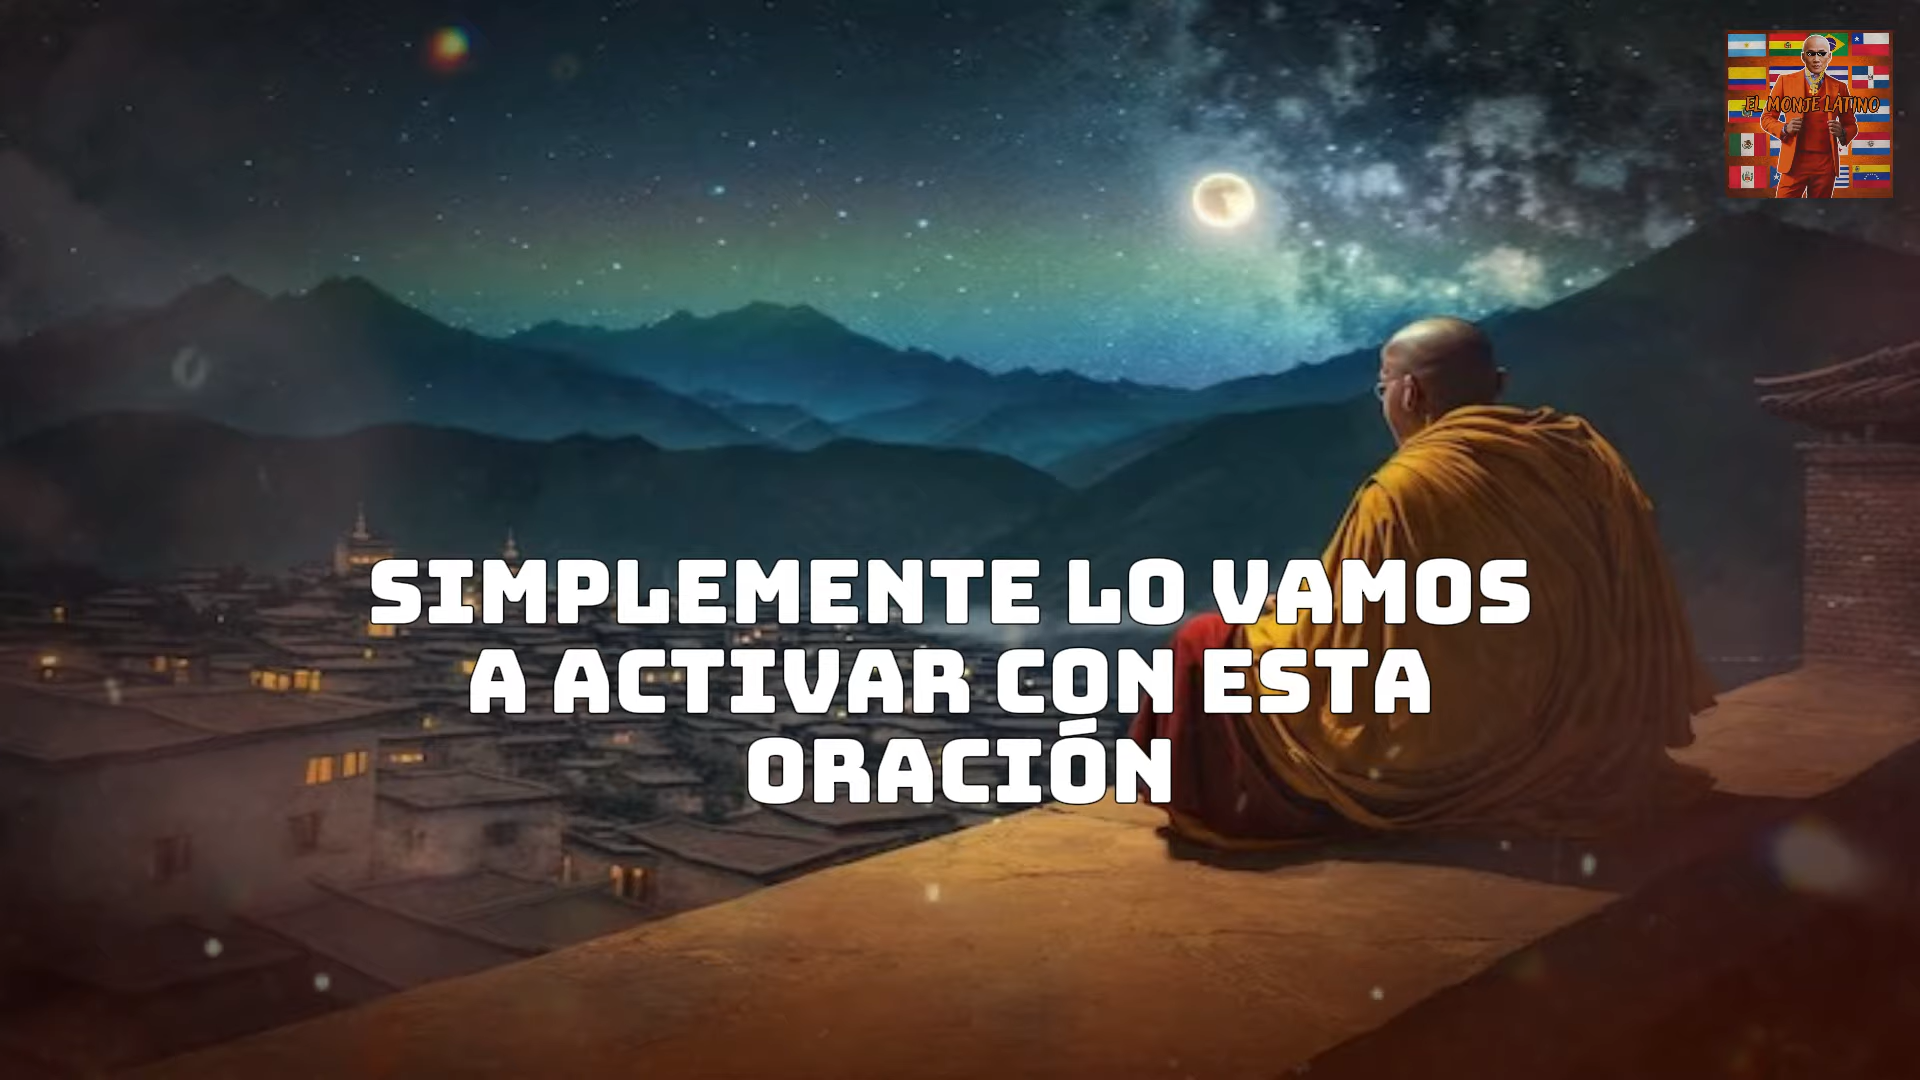 EL MONJE LATINO
SIMPLEMENTE LO VAMOS
A ACTIVAR CON ESTA
ORACIÓN